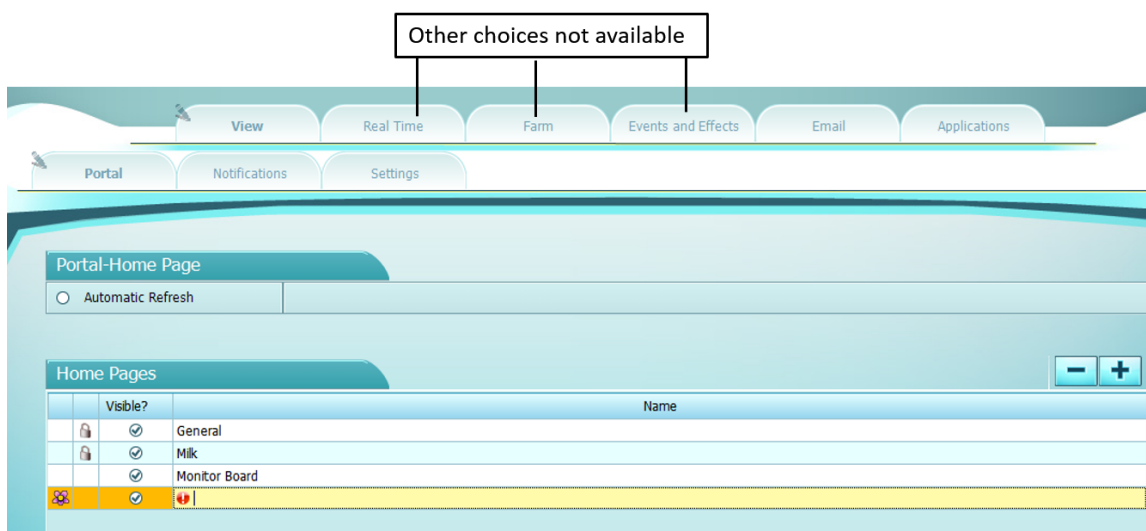 Other choices not available
View Real Time Farm Events and Effects Email Applications
Portal Notifications Settings
Portal-Home Page
Automatic Refresh
Home Pages
Visible? Name
General
Milk
Monitor Board